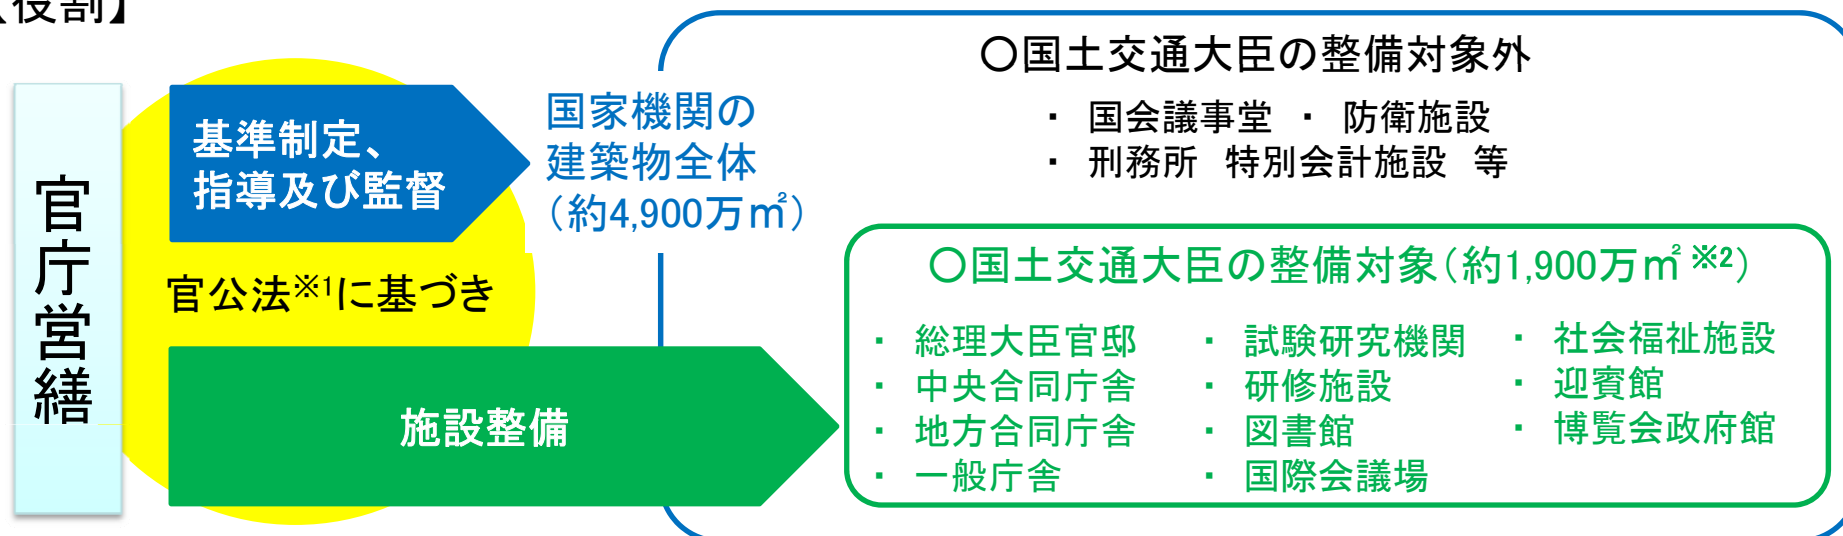 【役割】
官庁営繕
基準制定、
指導及び監督
国家機関の
建築物全体
（約4,900万㎡）
官公法※1に基づき
施設整備
〇国土交通大臣の整備対象外
・ 国会議事堂 ・ 防衛施設
・ 刑務所 特別会計施設 等
〇国土交通大臣の整備対象（約1,900万㎡ ※2）
・ 総理大臣官邸
・ 中央合同庁舎
・ 地方合同庁舎
・ 一般庁舎
・ 試験研究機関
・ 研修施設
・ 図書館
・ 国際会議場
・ 社会福祉施設
・ 迎賓館
・ 博覧会政府館